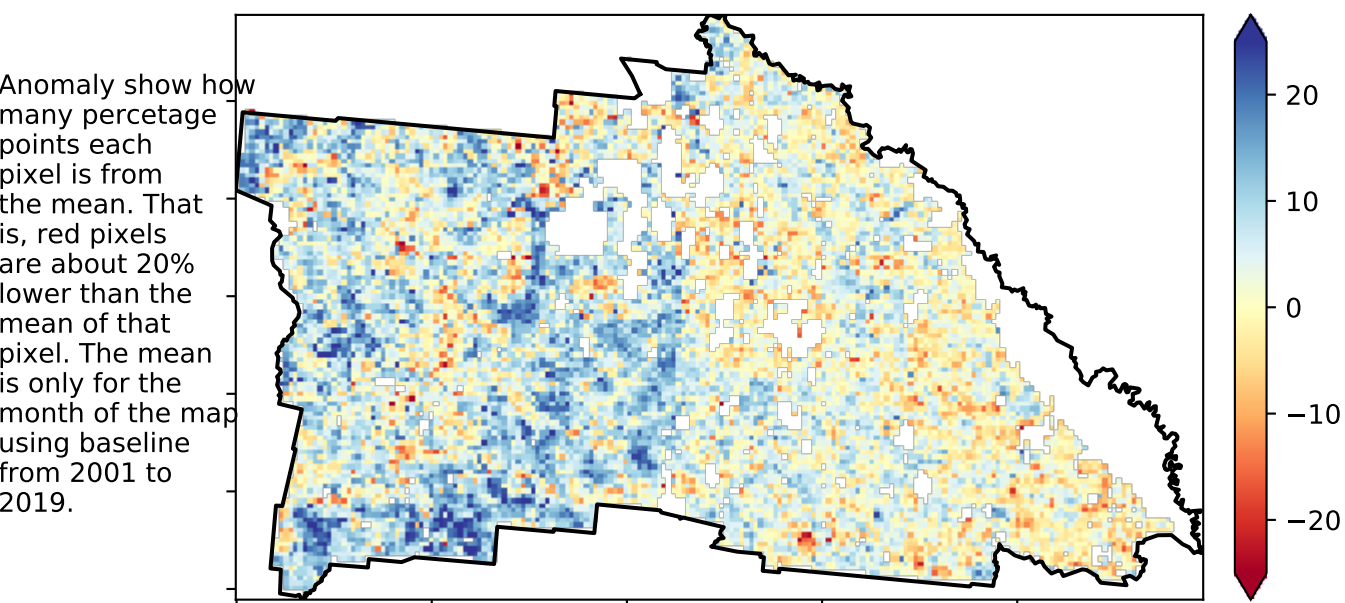 Anomaly show how
many percetage
points each
pixel is from
the mean. That
is, red pixels
are about 20%
lower than the
mean of that
pixel. The mean
is only for the
month of the map
using baseline
from 2001 to
2019.
20
10
0
−10
−20